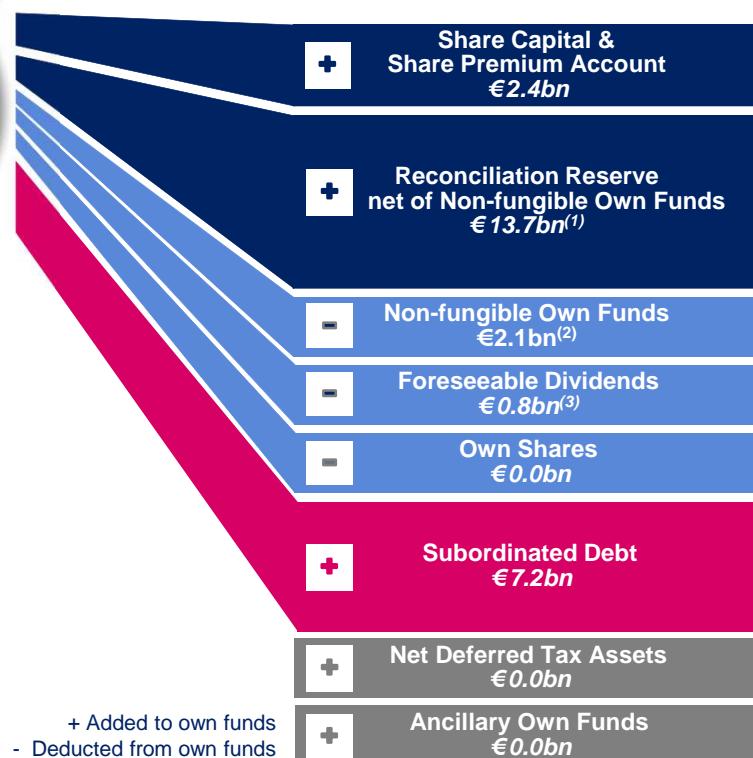 +
Share Capital &
Share Premium Account
€2.4bn
+
Reconciliation Reserve
net of Non-fungible Own Funds
€13.7bn(1)
-
Non-fungible Own Funds
€2.1bn(2)
-
Foreseeable Dividends
€0.8bn(3)
-
Own Shares
€0.0bn
+
Subordinated Debt
€7.2bn
+
Net Deferred Tax Assets
€0.0bn
+
Ancillary Own Funds
€0.0bn
+ Added to own funds
- Deducted from own funds